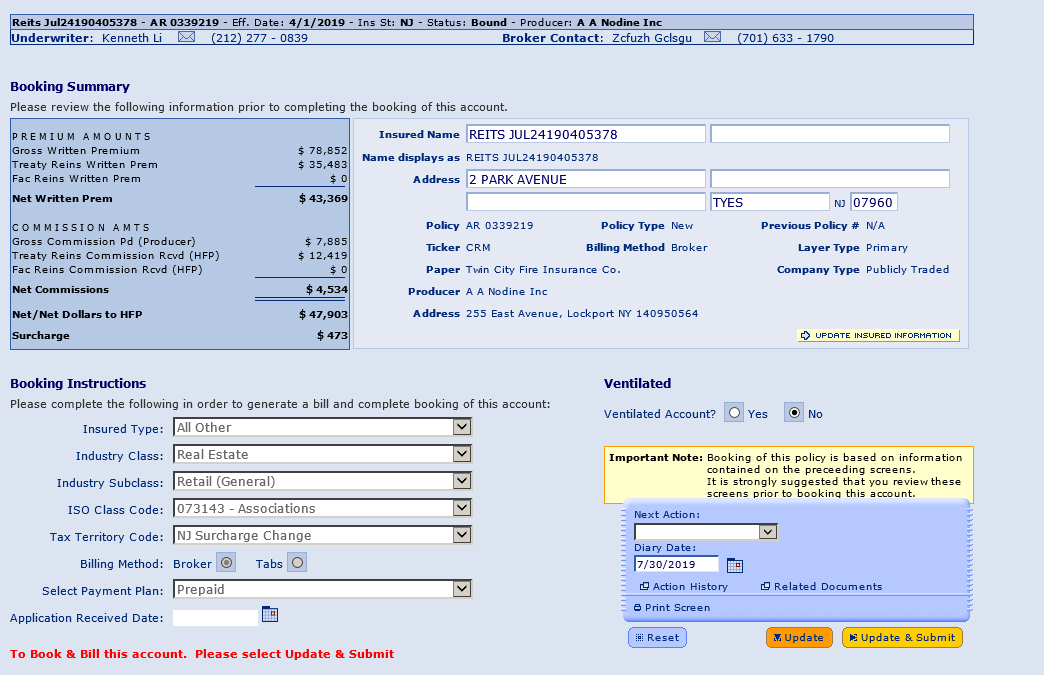 Reits Jul24190405378 - AR 0339219 - Eff. Date: 4/1/2019 - Ins St: NJ - Status: Bound - Producer: A A Nodine Inc
Underwriter: Kenneth Li (212) 277 - 0839 Broker Contact: Zcfuzh Gclsgu (701) 633 - 1790
Booking Summary
Please review the following information prior to completing the booking of this account.
PREMIUM AMOUNTS
Gross Written Premium $ 78,852
Treaty Reins Written Prem $ 35,483
Fac Reins Written Prem $ 0
Net Written Prem $ 43,369
COMMISSION AMTS
Gross Commission Pd (Producer) $ 7,885
Treaty Reins Commission Rcvd (HFP) $ 12,419
Fac Reins Commission Rcvd (HFP) $ 0
Net Commissions $ 4,534
Net/Net Dollars to HFP $ 47,903
Surcharge $ 473
Insured Name REITS JUL24190405378
Name displays as REITS JUL24190405378
Address 2 PARK AVENUE
TYES NJ 07960
Policy AR 0339219 Policy Type New Previous Policy # N/A
Ticker CRM Billing Method Broker Layer Type Primary
Paper Twin City Fire Insurance Co. Company Type Publicly Traded
Producer A A Nodine Inc
Address 255 East Avenue, Lockport NY 140950564
UPDATE INSURED INFORMATION
Booking Instructions
Please complete the following in order to generate a bill and complete booking of this account:
Insured Type: All Other
Industry Class: Real Estate
Industry Subclass: Retail (General)
ISO Class Code: 073143 - Associations
Tax Territory Code: NJ Surcharge Change
Billing Method: Broker Tabs
Select Payment Plan: Prepaid
Application Received Date:
To Book & Bill this account. Please select Update & Submit
Ventilated
Ventilated Account? Yes No
Important Note: Booking of this policy is based on information
contained on the preceeding screens.
It is strongly suggested that you review these
screens prior to booking this account.
Next Action:
Diary Date:
7/30/2019
Action History Related Documents
Print Screen
Reset Update Update & Submit